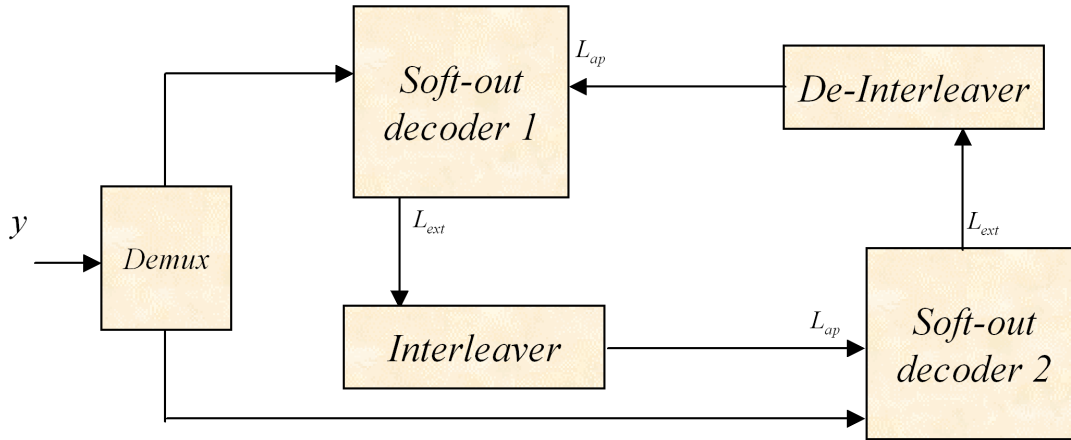 Soft-out
decoder 1
L_ap
De-Interleaver
y
Demux
L_ext
L_ext
Interleaver
L_ap
Soft-out
decoder 2